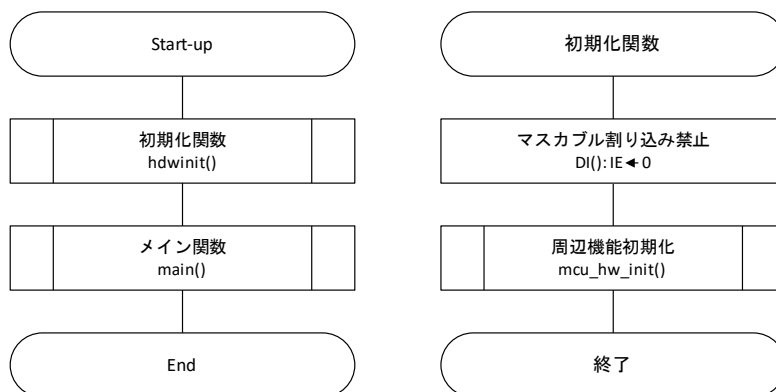 Start-up
初期化関数
hdwinit()
メイン関数
main()
End
初期化関数
マスカブル割り込み禁止
DI(): IE ← 0
周辺機能初期化
mcu_hw_init()
終了